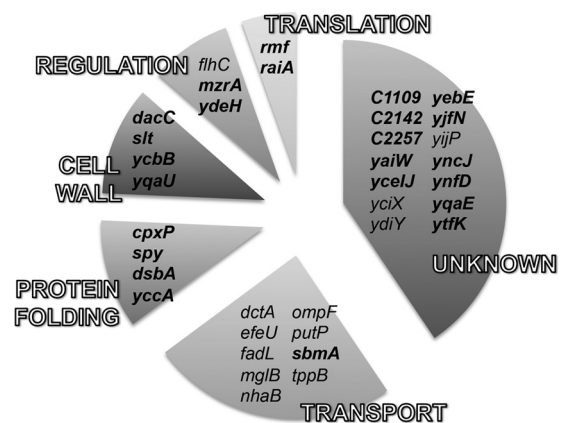 TRANSLATION
rmf
raiA
REGULATION
flhC
mzrA
ydeH
CELL
WALL
dacC
slt
ycbB
yqaU
PROTEIN
FOLDING
cpxP
spy
dsbA
yccA
TRANSPORT
dctA ompF
efeU putP
fadL sbmA
mglB tppB
nhaB
UNKNOWN
C1109 yebE
C2142 yjfN
C2257 yijP
yaiW yncJ
ycelJ ynfD
yciX yqaE
ydiY ytfK